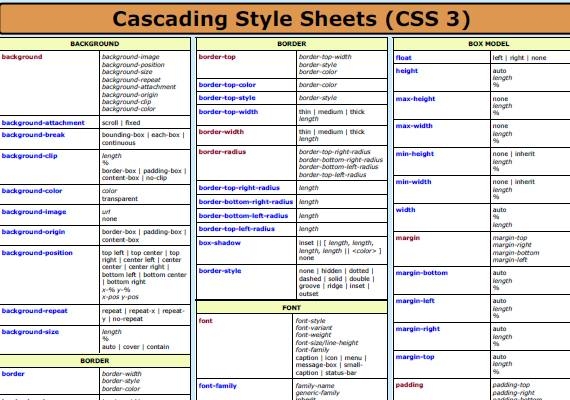 Cascading Style Sheets (CSS 3)
BACKGROUND
background
background-image
background-position
background-size
background-repeat
background-attachment
background-origin
background-clip
background-color
background-attachment
scroll | fixed
background-break
bounding-box | each-box |
continuous
background-clip
length
%
border-box | padding-box |
content-box | no-clip
background-color
color
transparent
background-image
url
none
background-origin
border-box | padding-box |
content-box
background-position
top left | top center | top
right | center left | center
center | center right |
bottom left | bottom center
| bottom right
x-% y-%
x-pos y-pos
background-repeat
repeat | repeat-x | repeat-
y | no-repeat
background-size
length
%
auto | cover | contain
BORDER
border
border-width
border-style
border-color
BORDER
border-top
border-top-width
border-style
border-color
border-top-color
border-color
border-top-style
border-style
border-top-width
thin | medium | thick
length
border-width
thin | medium | thick
length
border-radius
border-top-right-radius
border-bottom-right-radius
border-bottom-left-radius
border-top-left-radius
border-top-right-radius
length
border-bottom-right-radius
length
border-bottom-left-radius
length
border-top-left-radius
length
box-shadow
inset || [ length, length,
length, length || <color> ]
none
border-style
none | hidden | dotted |
dashed | solid | double |
groove | ridge | inset |
outset
FONT
font
font-style
font-variant
font-weight
font-size/line-height
font-family
caption | icon | menu |
message-box | small-
caption | status-bar
font-family
family-name
generic-family
inherit
BOX MODEL
float
left | right | none
height
auto
length
%
max-height
none
length
%
max-width
none
length
%
min-height
none | inherit
length
%
min-width
none | inherit
length
%
width
auto
%
length
margin
margin-top
margin-right
margin-bottom
margin-left
margin-bottom
auto
length
%
margin-left
auto
length
%
margin-right
auto
length
%
margin-top
auto
length
%
padding
padding-top
padding-right
padding-bottom